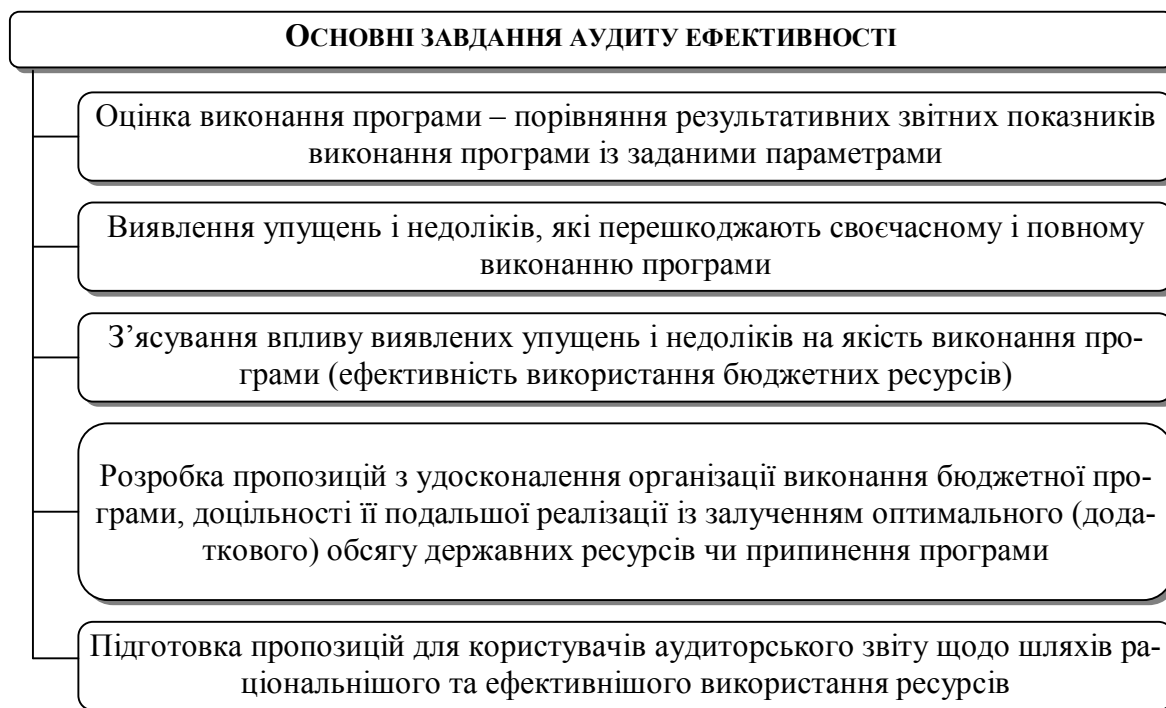 ОСНОВНІ ЗАВДАННЯ АУДИТУ ЕФЕКТИВНОСТІ
Оцінка виконання програми – порівняння результативних звітних показників
виконання програми із заданими параметрами
Виявлення упущень і недоліків, які перешкоджають своєчасному і повному
виконанню програми
З’ясування впливу виявлених упущень і недоліків на якість виконання про-
грами (ефективність використання бюджетних ресурсів)
Розробка пропозицій з удосконалення організації виконання бюджетної про-
грами, доцільності її подальшої реалізації із залученням оптимального (дода-
ткового) обсягу державних ресурсів чи припинення програми
Підготовка пропозицій для користувачів аудиторського звіту щодо шляхів ра-
ціональнішого та ефективнішого використання ресурсів